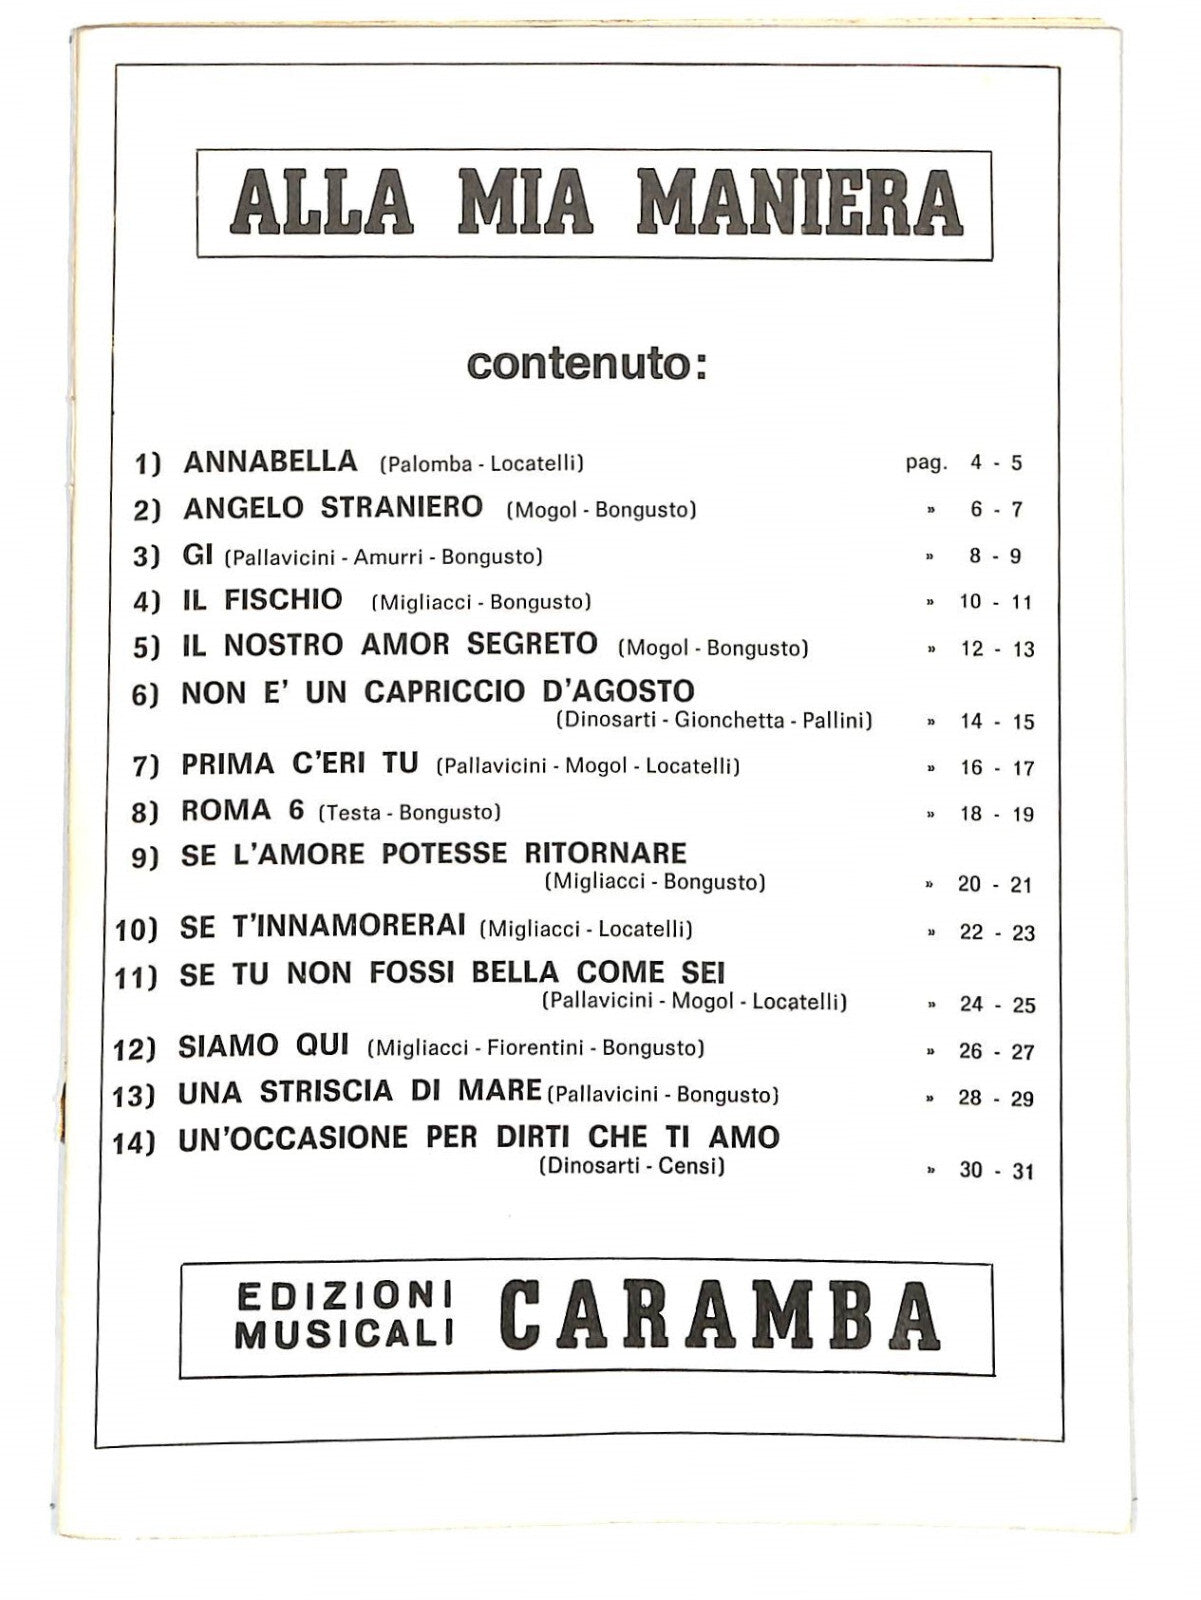 ALLA MIA MANIERA
contenuto:
1) ANNABELLA (Palomba - Locatelli) pag. 4 - 5
2) ANGELO STRANIERO (Mogol - Bongusto) » 6 - 7
3) GI (Pallavicini - Amurri - Bongusto) » 8 - 9
4) IL FISCHIO (Migliacci - Bongusto) » 10 - 11
5) IL NOSTRO AMOR SEGRETO (Mogol - Bongusto) » 12 - 13
6) NON E' UN CAPRICCIO D'AGOSTO
(Dinosarti - Gionchetta - Pallini) » 14 - 15
7) PRIMA C'ERI TU (Pallavicini - Mogol - Locatelli) » 16 - 17
8) ROMA 6 (Testa - Bongusto) » 18 - 19
9) SE L'AMORE POTESSE RITORNARE
(Migliacci - Bongusto) » 20 - 21
10) SE T'INNAMORERAI (Migliacci - Locatelli) » 22 - 23
11) SE TU NON FOSSI BELLA COME SEI
(Pallavicini - Mogol - Locatelli) » 24 - 25
12) SIAMO QUI (Migliacci - Fiorentini - Bongusto) » 26 - 27
13) UNA STRISCIA DI MARE (Pallavicini - Bongusto) » 28 - 29
14) UN'OCCASIONE PER DIRTI CHE TI AMO
(Dinosarti - Censi) » 30 - 31
EDIZIONI MUSICALI CARAMBA